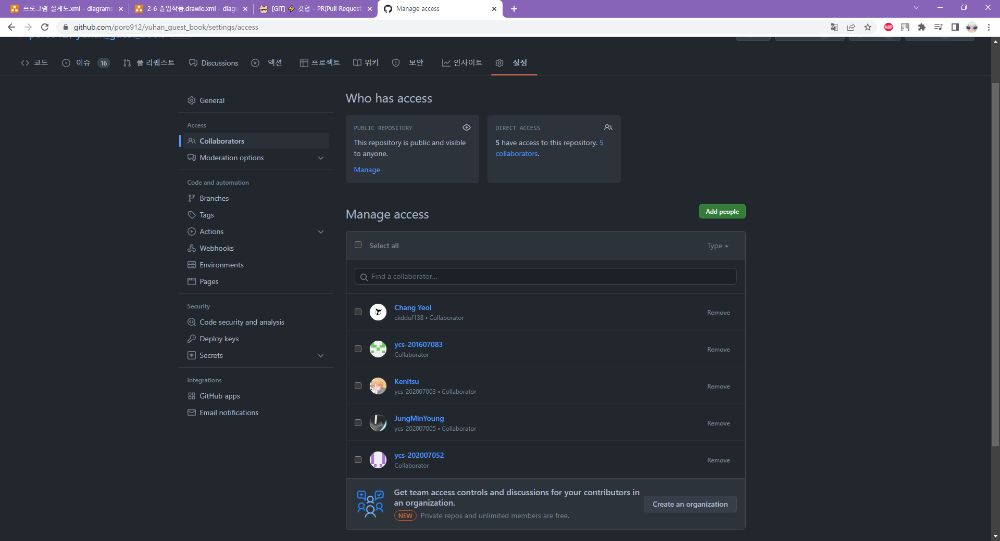 프로그램 설계도.xml - diagrams
2-6 졸업작품.drawio.xml - diagr
[GIT] ⚡ 깃헙 - PR(Pull Request)
Manage access
github.com/poro912/yuhan_guest_book/settings/access
poro912 / yuhan_guest_book
코드
이슈 16
풀 리퀘스트
Discussions
액션
프로젝트
위키
보안
인사이트
설정
General
Access
Collaborators
Moderation options
Code and automation
Branches
Tags
Actions
Webhooks
Environments
Pages
Security
Code security and analysis
Deploy keys
Secrets
Integrations
GitHub apps
Email notifications
Who has access
PUBLIC REPOSITORY
This repository is public and visible
to anyone.
Manage
DIRECT ACCESS
5 have access to this repository. 5
collaborators.
Manage access
Add people
Select all
Type
Find a collaborator...
Chang Yeol
ckdduf138 • Collaborator
Remove
ycs-201607083
Collaborator
Remove
Kenitsu
ycs-202007003 • Collaborator
Remove
JungMinYoung
ycs-202007005 • Collaborator
Remove
ycs-202007052
Collaborator
Remove
Get team access controls and discussions for your contributors in
an organization.
NEW Private repos and unlimited members are free.
Create an organization
ABP